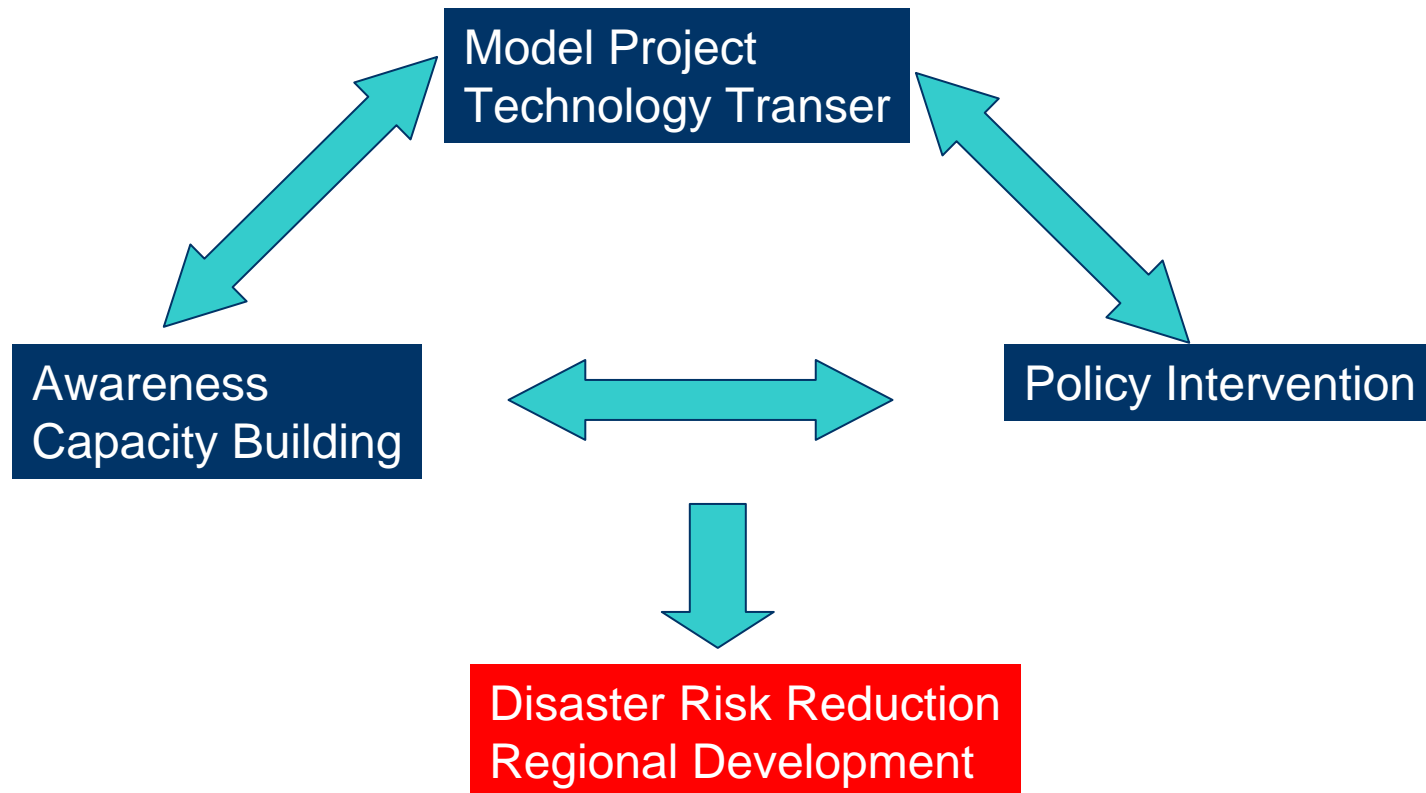 Model Project
Technology Transer
Awareness
Capacity Building
Policy Intervention
Disaster Risk Reduction
Regional Development